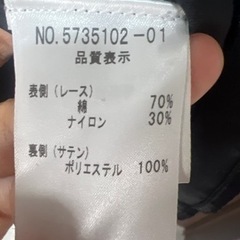 NO.5735102-01
品質表示
表側(レース)
綿 70%
ナイロン 30%
裏側(サテン)
ポリエステル 100%